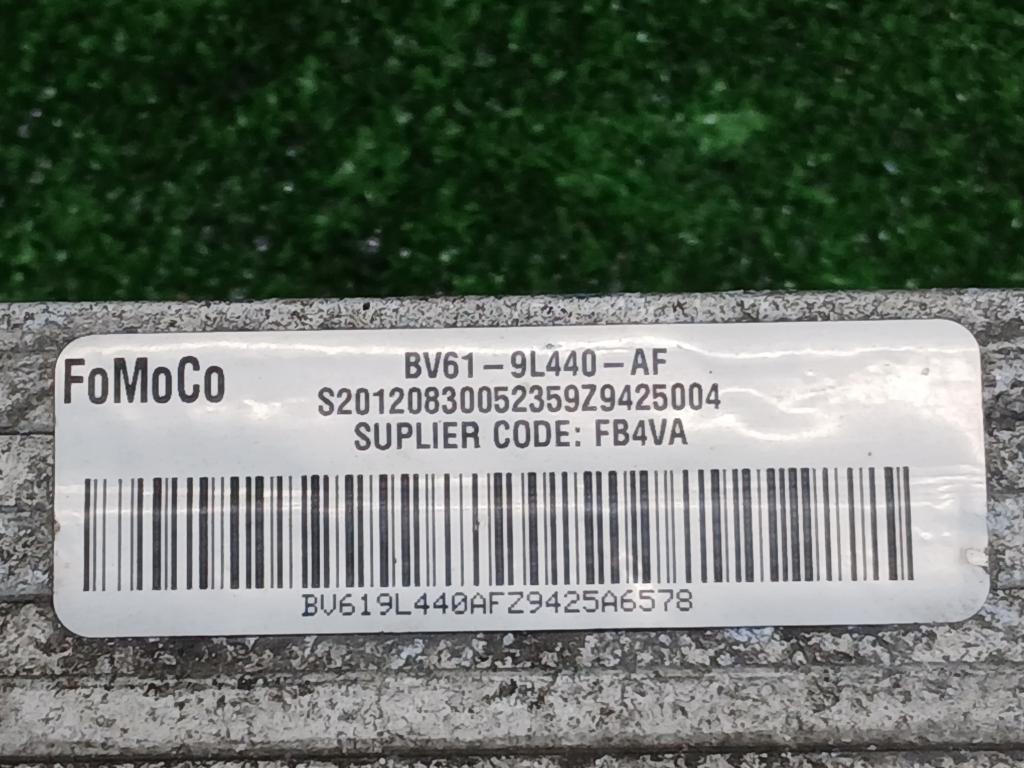 FoMoCo
BV61-9L440-AF
S20120830052359Z9425004
SUPLIER CODE: FB4VA
BV619L440AFZ9425A6578